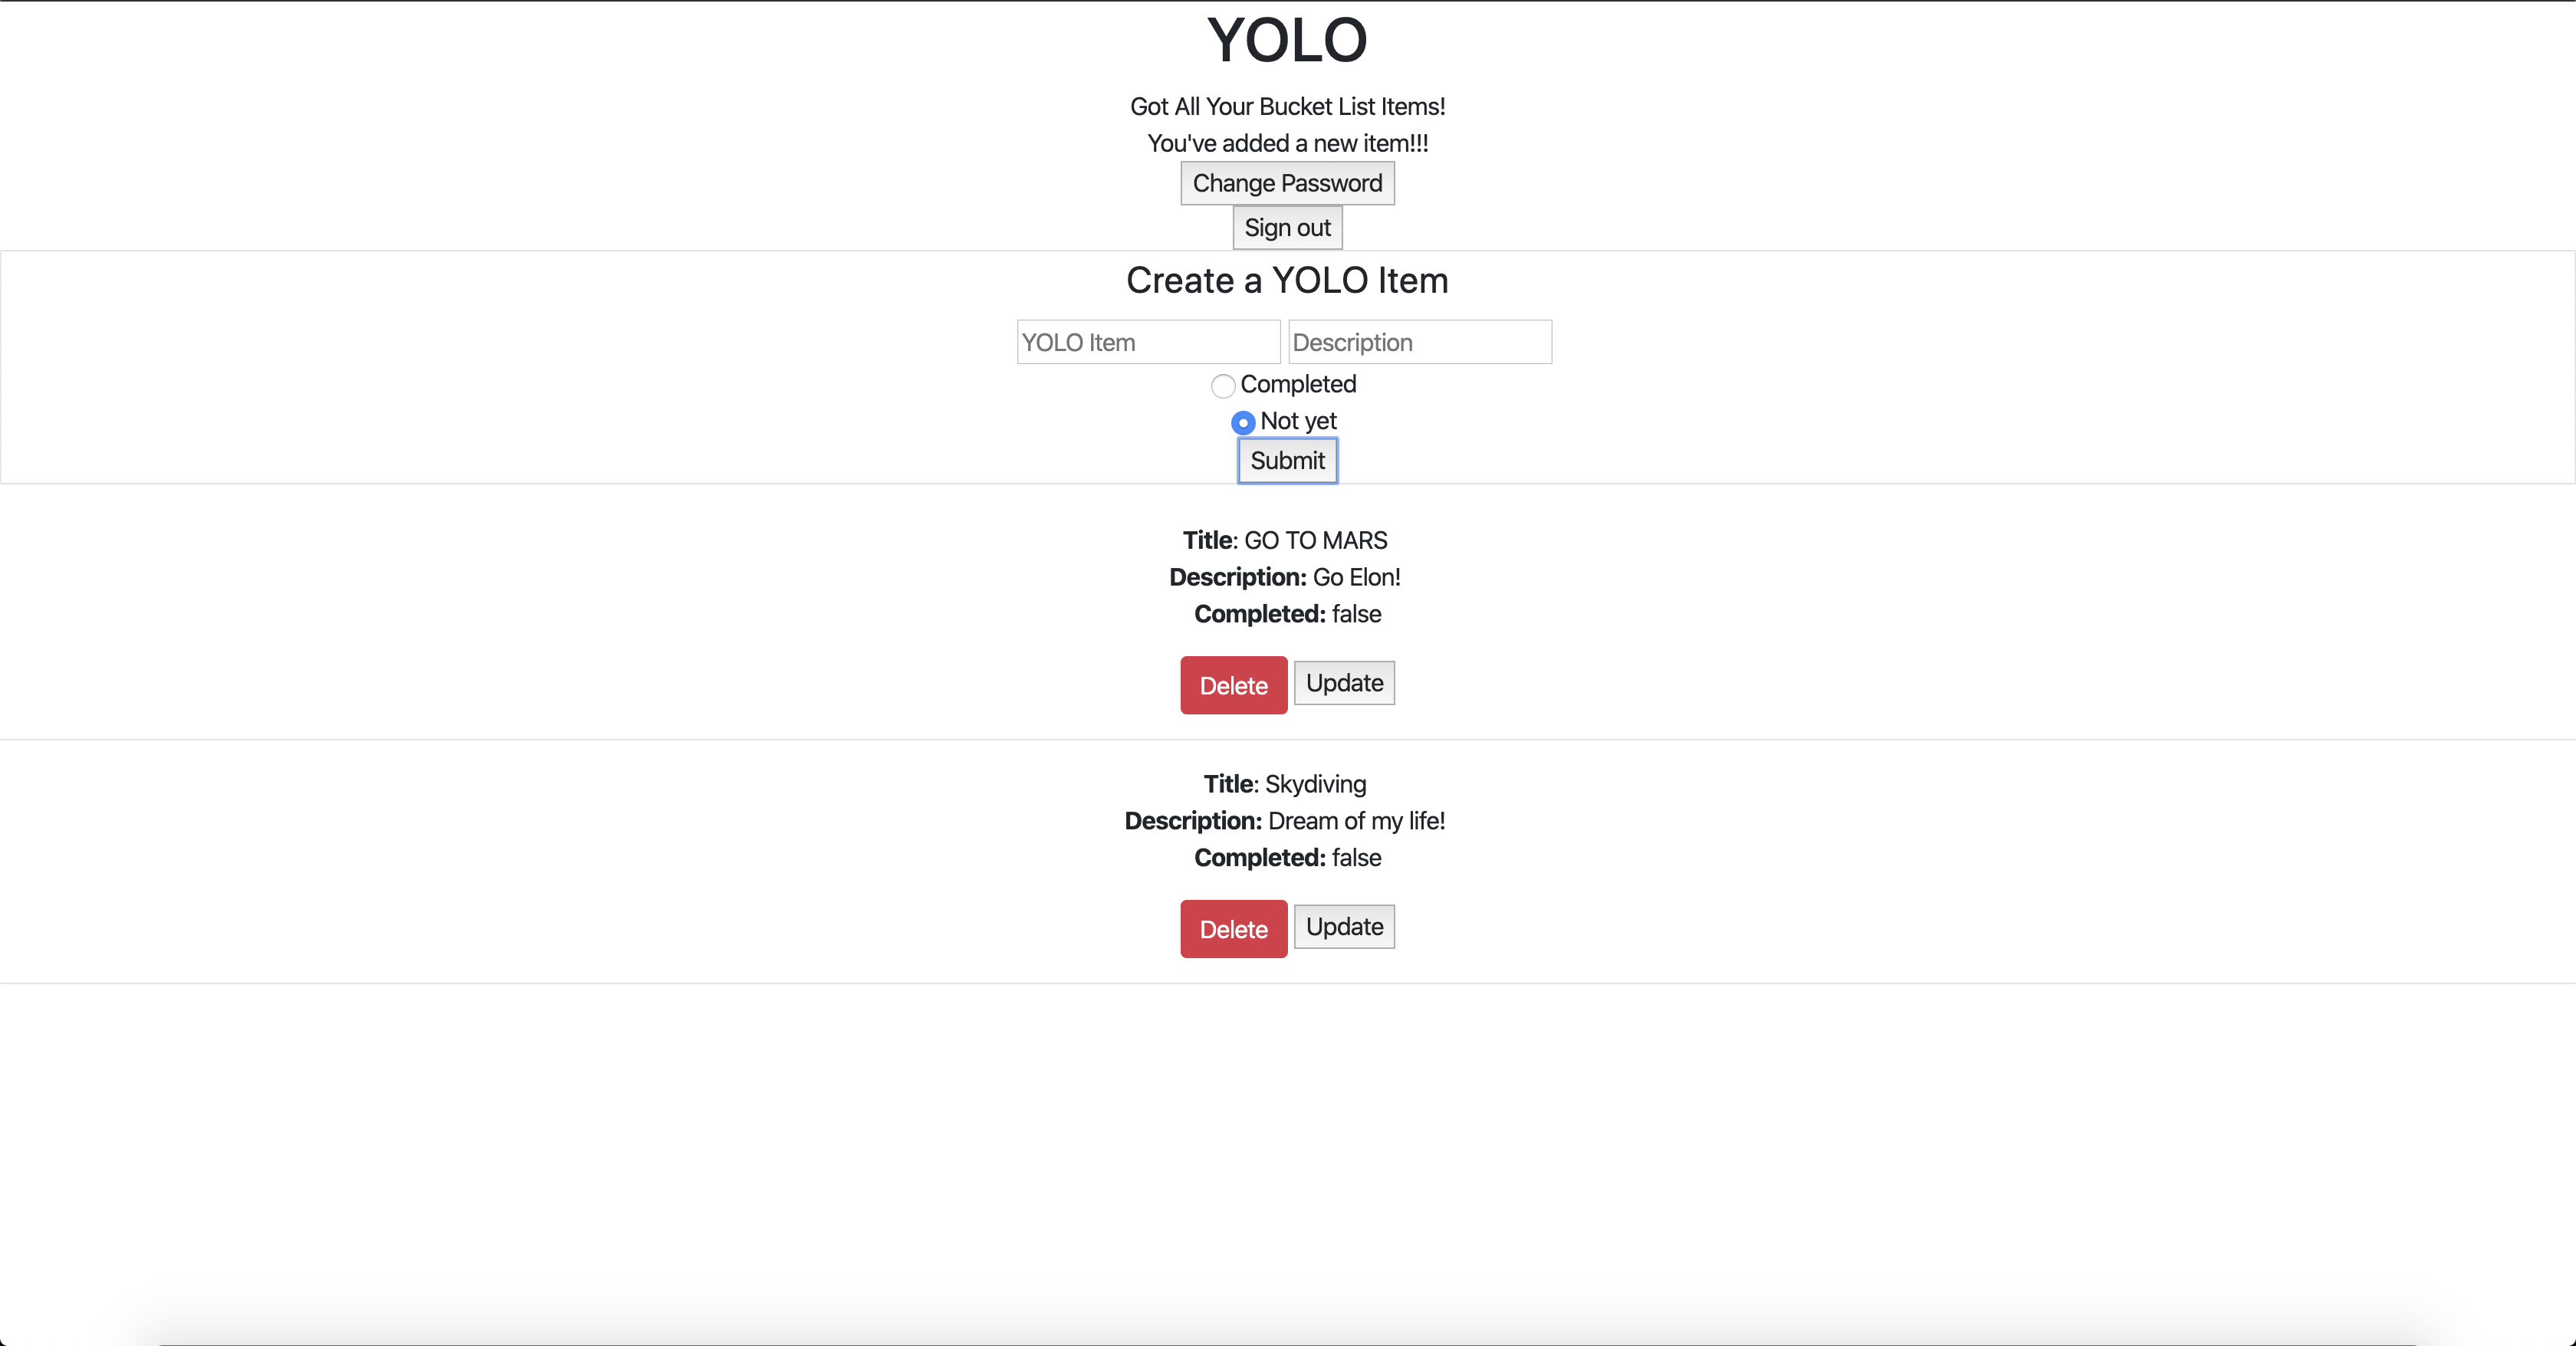 YOLO
Got All Your Bucket List Items!
You've added a new item!!!
Change Password
Sign out
Create a YOLO Item
YOLO Item Description
Completed
Not yet
Submit
Title: GO TO MARS
Description: Go Elon!
Completed: false
Delete Update
Title: Skydiving
Description: Dream of my life!
Completed: false
Delete Update